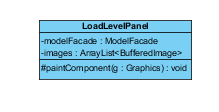 LoadLevelPanel
-modelFacade : ModelFacade
-images : ArrayList<BufferedImage>
#paintComponent(g : Graphics) : void